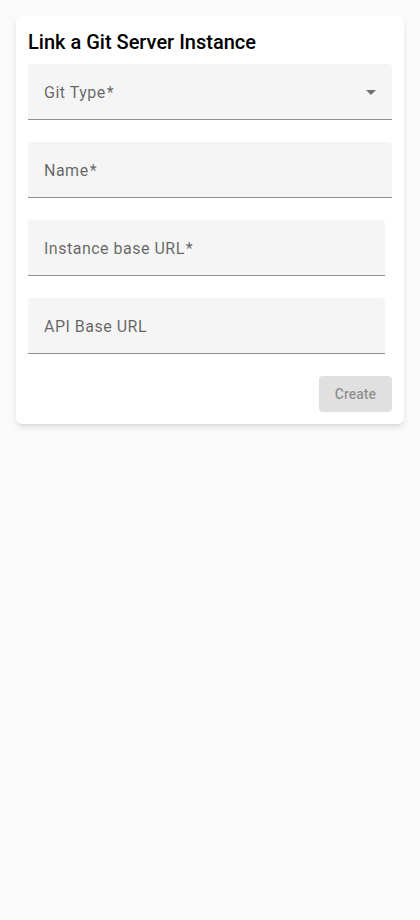 Link a Git Server Instance
Git Type*
Name*
Instance base URL*
API Base URL
Create